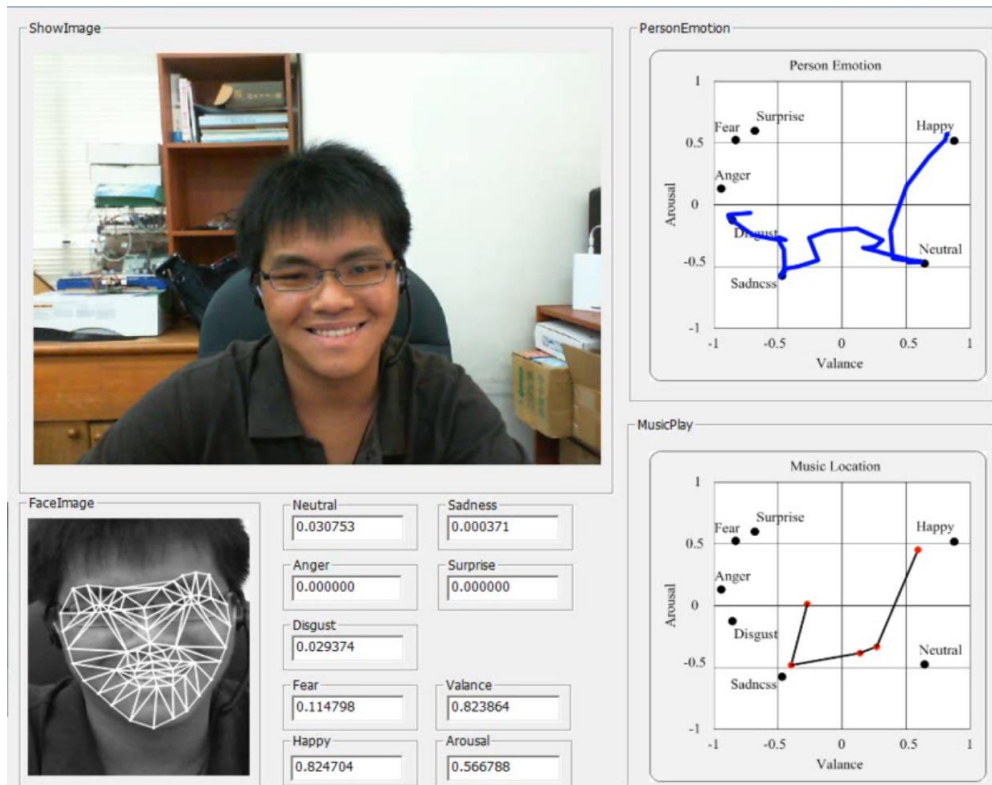 ShowImage
PersonEmotion
Person Emotion
1
0.5
0
-0.5
-1
-1
-0.5
0
0.5
1
Arousal
Valance
Fear
Surprise
Happy
Anger
Disgust
Sadness
Neutral
MusicPlay
Music Location
1
0.5
0
-0.5
-1
-1
-0.5
0
0.5
1
Arousal
Valance
Fear
Surprise
Happy
Anger
Disgust
Sadness
Neutral
FaceImage
Neutral
0.030753
Sadness
0.000371
Anger
0.000000
Surprise
0.000000
Disgust
0.029374
Fear
0.114798
Valance
0.823864
Happy
0.824704
Arousal
0.566788